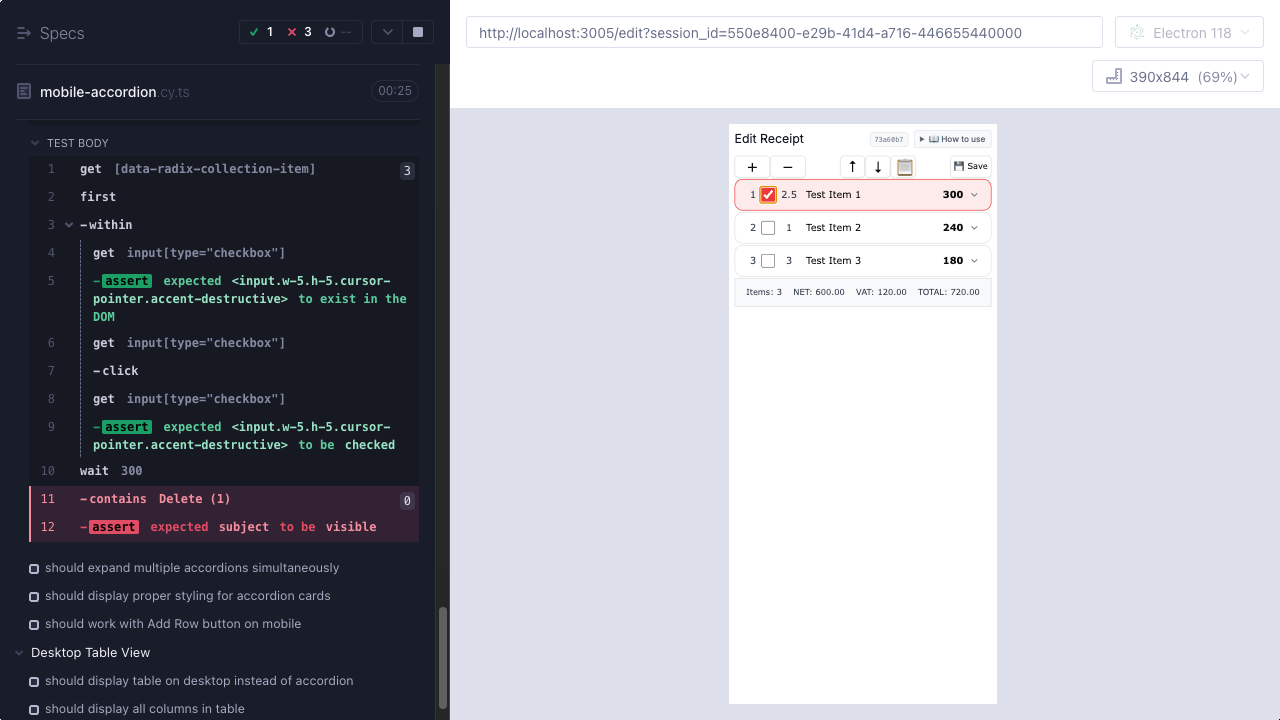 Specs
1
3
--
mobile-accordion.cy.ts
00:25
TEST BODY
1 get [data-radix-collection-item] 3
2 first
3 -within
4 get input[type="checkbox"]
5 -assert expected <input.w-5.h-5.cursor-
pointer.accent-destructive> to exist in the
DOM
6 get input[type="checkbox"]
7 -click
8 get input[type="checkbox"]
9 -assert expected <input.w-5.h-5.cursor-
pointer.accent-destructive> to be checked
10 wait 300
11 -contains Delete (1) 0
12 -assert expected subject to be visible
should expand multiple accordions simultaneously
should display proper styling for accordion cards
should work with Add Row button on mobile
Desktop Table View
should display table on desktop instead of accordion
should display all columns in table
http://localhost:3005/edit?session_id=550e8400-e29b-41d4-a716-446655440000
Electron 118
390x844 (69%)
Edit Receipt
73a60b7
How to use
+ − ↑ ↓ Save
1 2.5 Test Item 1 300
2 1 Test Item 2 240
3 3 Test Item 3 180
Items: 3 NET: 600.00 VAT: 120.00 TOTAL: 720.00